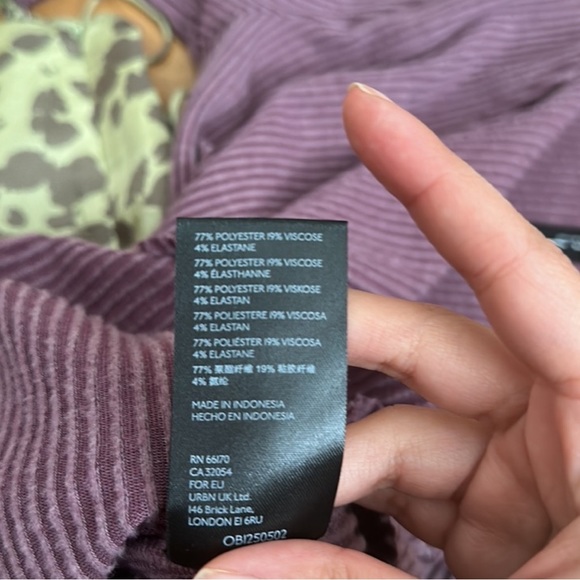 77% POLYESTER 19% VISCOSE
4% ELASTANE
77% POLYESTER 19% VISCOSE
4% ÉLASTHANNE
77% POLYESTER 19% VISKOSE
4% ELASTAN
77% POLIESTERE 19% VISCOSA
4% ELASTAN
77% POLIÉSTER 19% VISCOSA
4% ELASTANE
77% 聚酯纤维 19% 粘胶纤维
4% 氨纶
MADE IN INDONESIA
HECHO EN INDONESIA
RN 66170
CA 32054
FOR EU
URBN UK Ltd.
146 Brick Lane,
LONDON E1 6RU
OB1250502